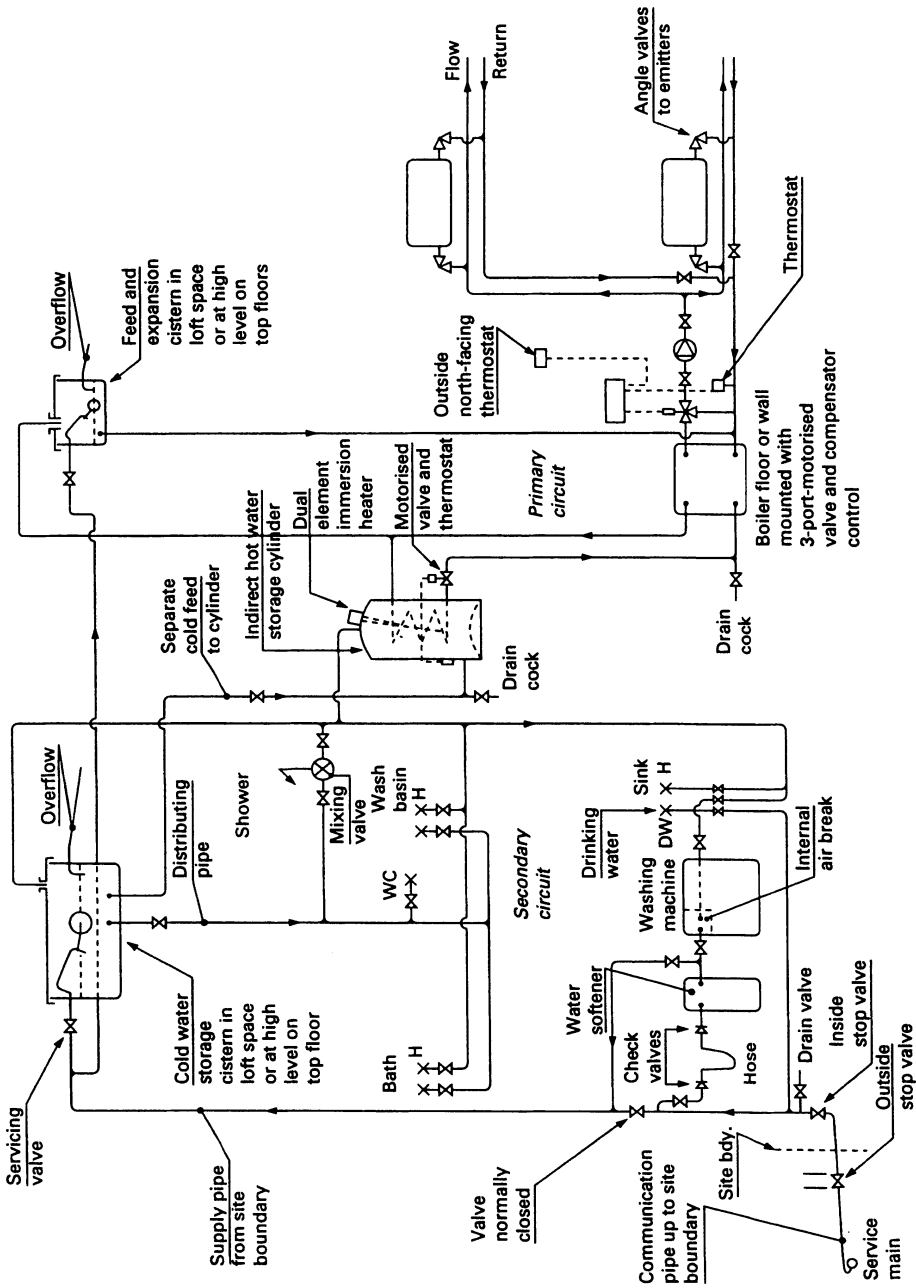 Servicing
valve
Cold water
storage
cistern in
loft space
or at high
level on
top floor
Supply pipe
from site
boundary
Overflow
Distributing
pipe
Separate
cold feed
to cylinder
Overflow
Feed and
expansion
cistern in
loft space
or at high
level on
top floors
Indirect hot water
storage cylinder
Dual
element
immersion
heater
Motorised
valve and
thermostat
Primary
circuit
Outside
north-facing
thermostat
Flow
Return
Angle valves
to emitters
Thermostat
Boiler floor or wall
mounted with
3-port-motorised
valve and compensator
control
Drain
cock
Drain
cock
Shower
Mixing
valve
Wash
basin
H
WC
Bath
H
Secondary
circuit
Drinking
water
Sink
H
DW
Washing
machine
Internal
air break
Water
softener
Check
valves
Hose
Valve
normally
closed
Drain valve
Inside
stop valve
Outside
stop valve
Site bdy.
Communication
pipe up to site
boundary
Service
main